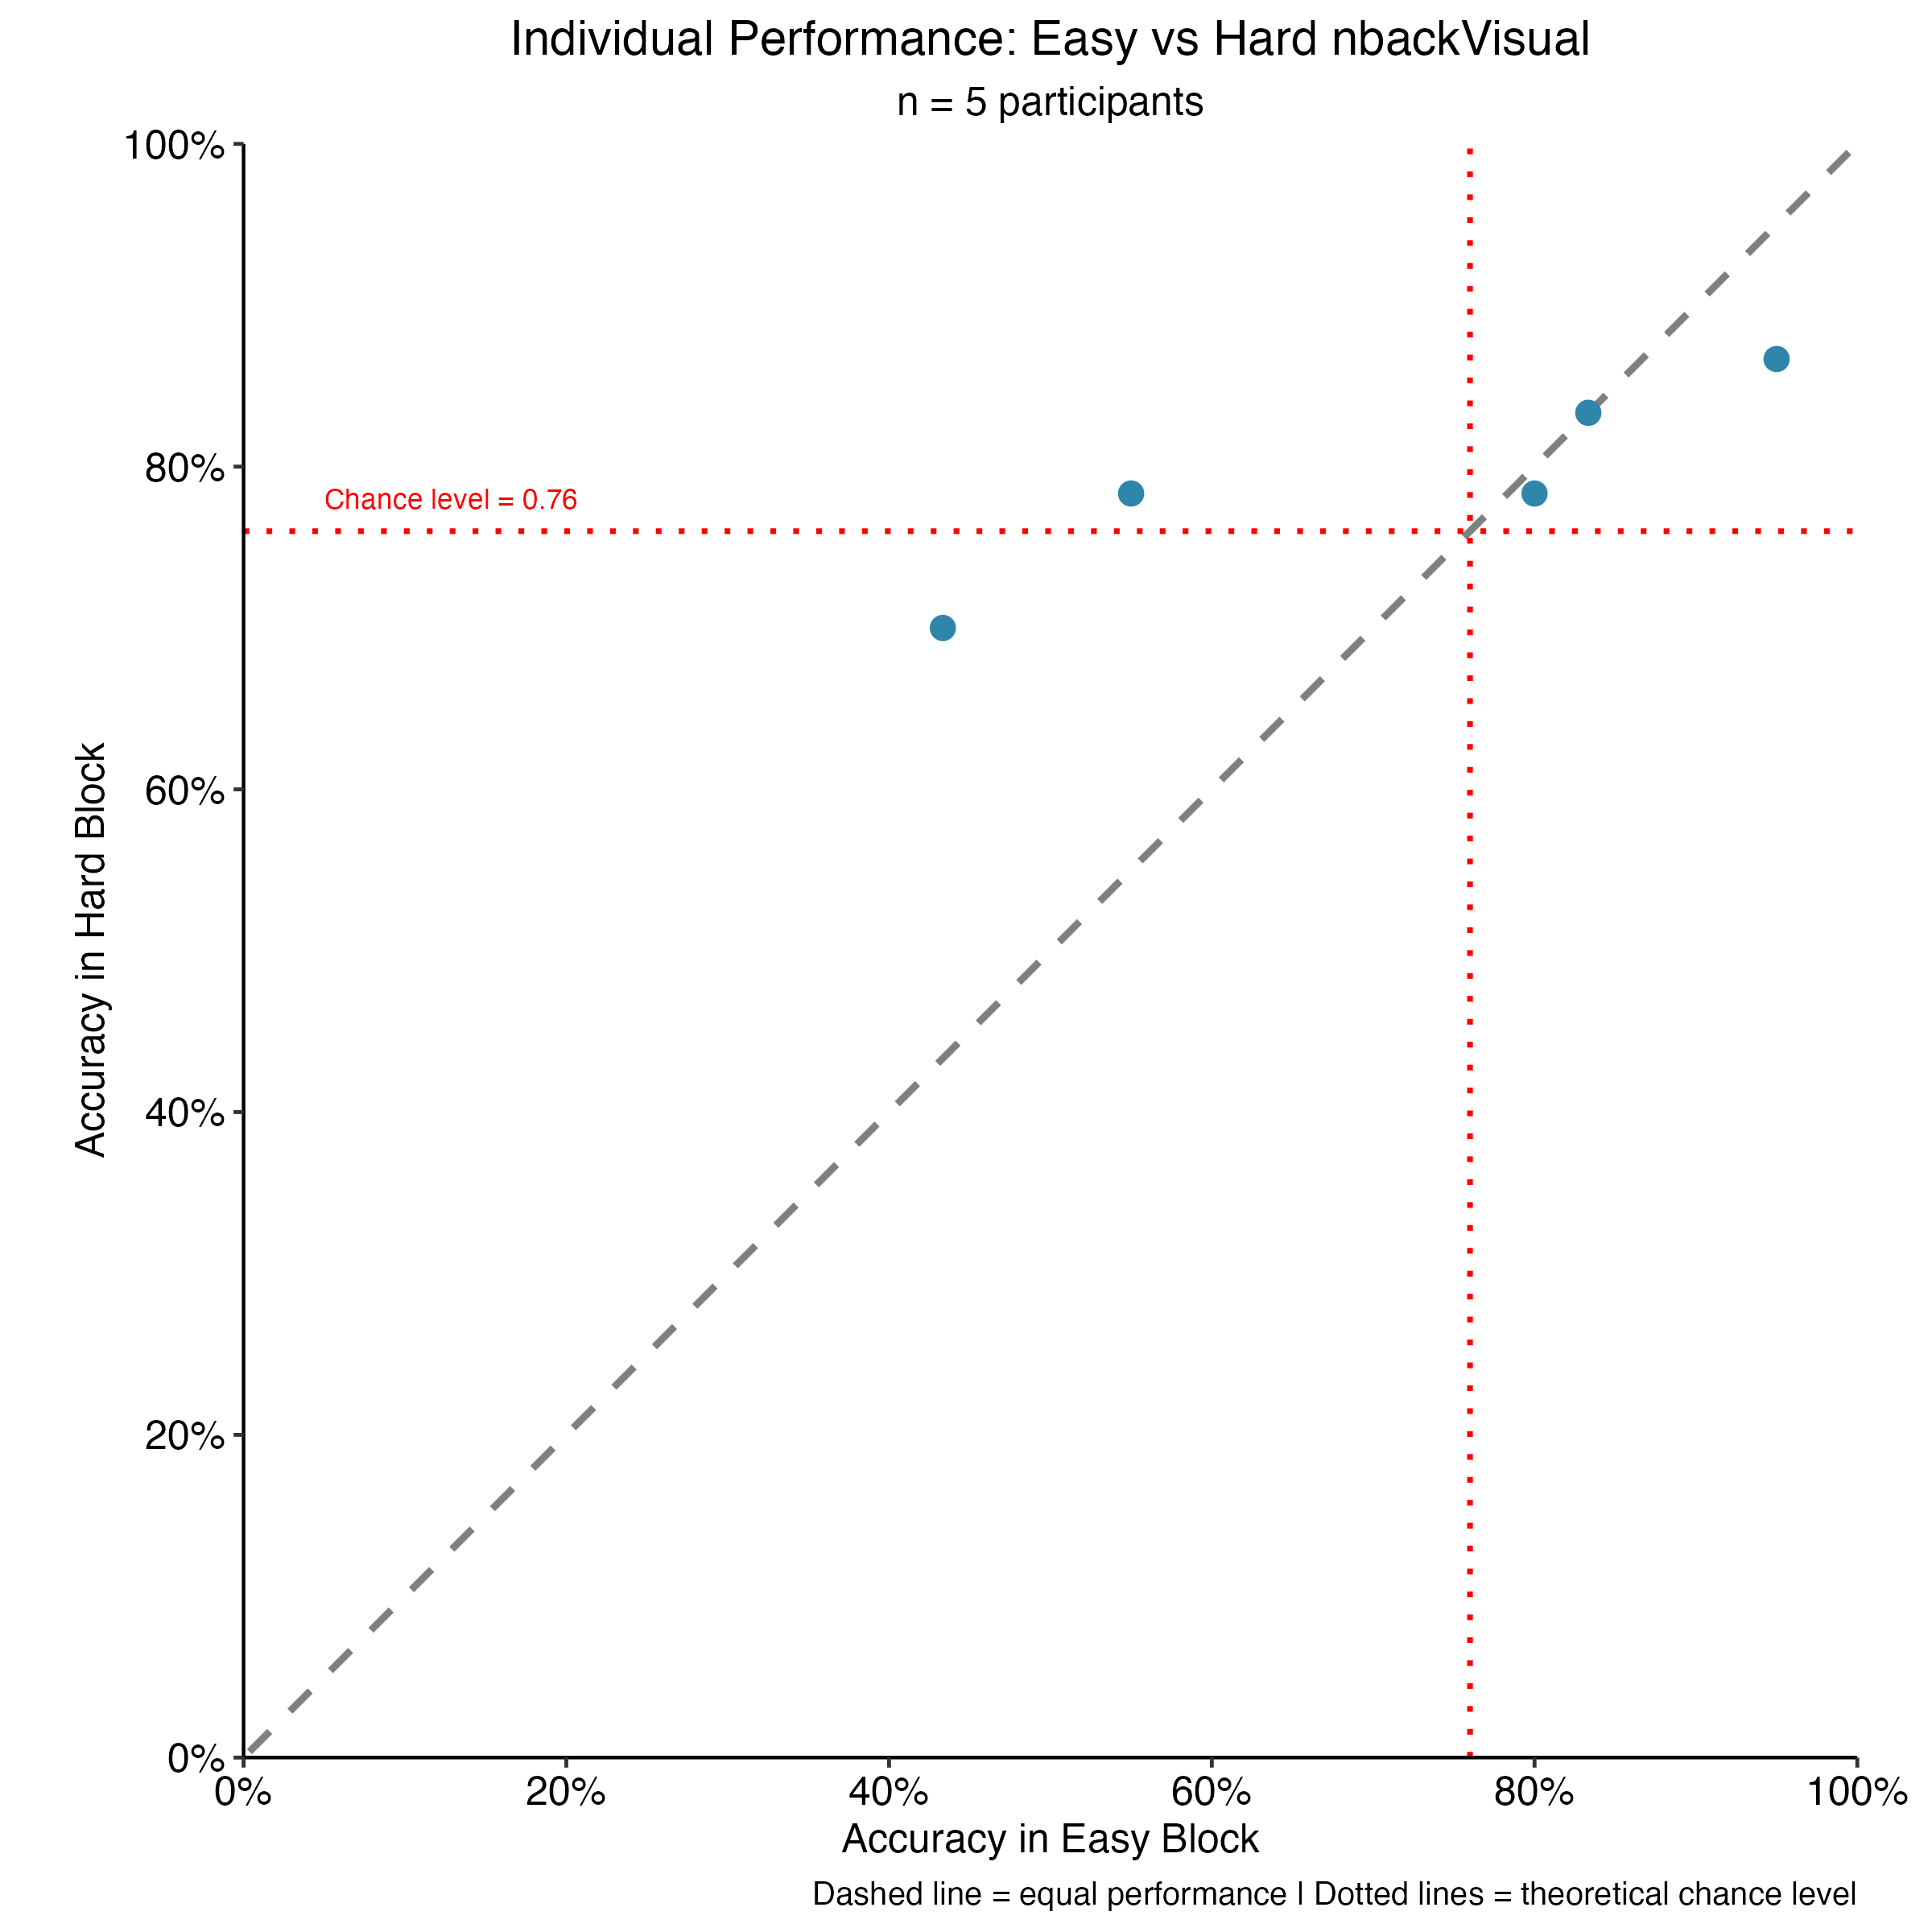 Individual Performance: Easy vs Hard nbackVisual
n = 5 participants
100%
80%
Chance level = 0.76
60%
Accuracy in Hard Block
40%
20%
0%
0% 20% 40% 60% 80% 100%
Accuracy in Easy Block
Dashed line = equal performance | Dotted lines = theoretical chance level